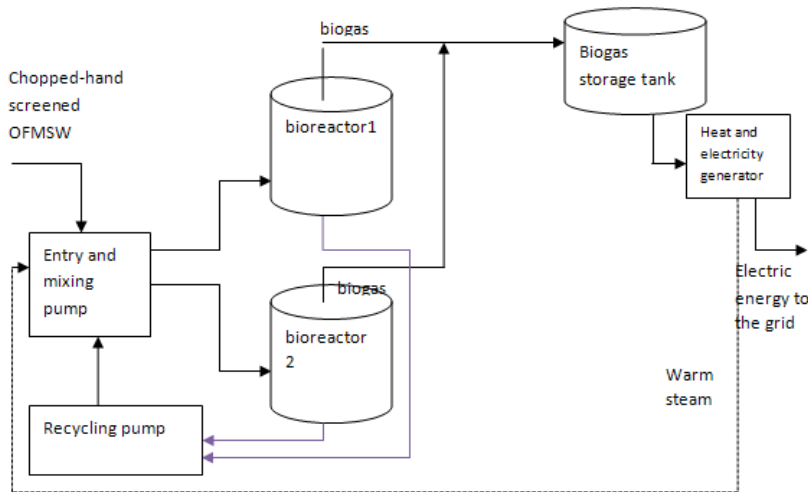 biogas
Chopped-hand
screened
OFMSW
Biogas
storage tank
bioreactor1
Heat and
electricity
generator
Entry and
mixing
pump
biogas
bioreactor
2
Electric
energy to
the grid
Warm
steam
Recycling pump